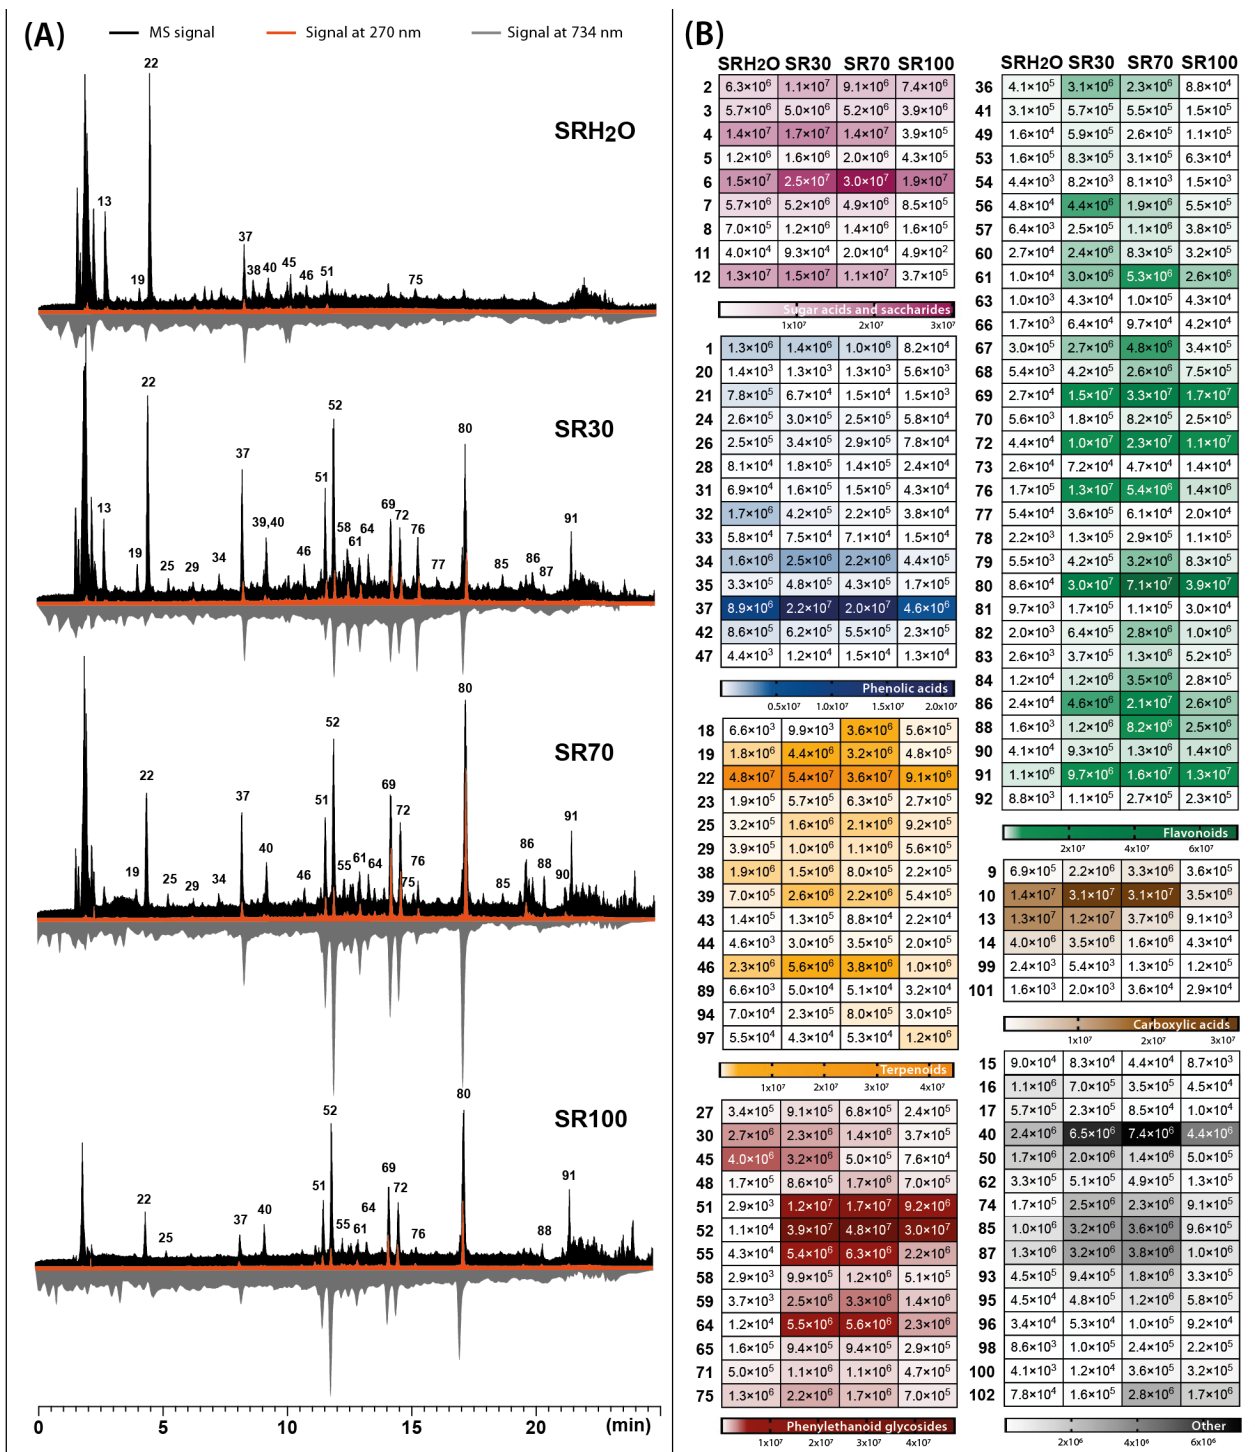 (A)
MS signal
Signal at 270 nm
Signal at 734 nm
22
SRH2O
13
37
19
38
40
45
46
51
75
SR30
22
52
80
37
51
13
39,40
69
72
58
64
76
91
61
19
25
29
34
46
77
85
86
87
SR70
80
52
22
37
51
69
72
91
40
86
19
25
29
34
46
55
61
64
76
75
85
88
90
SR100
80
52
69
51
91
22
40
64
72
37
55
61
76
25
88
0
5
10
15
20
(min)
(B)
SRH2O SR30 SR70 SR100
2 6.3×10⁶ 1.1×10⁷ 9.1×10⁶ 7.4×10⁶
3 5.7×10⁶ 5.0×10⁶ 5.2×10⁶ 3.9×10⁶
4 1.4×10⁷ 1.7×10⁷ 1.4×10⁷ 3.9×10⁵
5 1.2×10⁶ 1.6×10⁶ 2.0×10⁶ 4.3×10⁵
6 1.5×10⁷ 2.5×10⁷ 3.0×10⁷ 1.9×10⁷
7 5.7×10⁶ 5.2×10⁶ 4.9×10⁶ 8.5×10⁵
8 7.0×10⁵ 1.2×10⁶ 1.4×10⁶ 1.6×10⁵
11 4.0×10⁴ 9.3×10⁴ 2.0×10⁴ 4.9×10²
12 1.3×10⁷ 1.5×10⁷ 1.1×10⁷ 3.7×10⁵
Sugar acids and saccharides
1x10⁷ 2x10⁷ 3x10⁷
1 1.3×10⁶ 1.4×10⁶ 1.0×10⁶ 8.2×10⁴
20 1.4×10³ 1.3×10³ 1.3×10³ 5.6×10³
21 7.8×10⁵ 6.7×10⁴ 1.5×10⁴ 1.5×10³
24 2.6×10⁵ 3.0×10⁵ 2.5×10⁵ 5.8×10⁴
26 2.5×10⁵ 3.4×10⁵ 2.9×10⁵ 7.8×10⁴
28 8.1×10⁴ 1.8×10⁵ 1.4×10⁵ 2.4×10⁴
31 6.9×10⁴ 1.6×10⁵ 1.5×10⁵ 4.3×10⁴
32 1.7×10⁶ 4.2×10⁵ 2.2×10⁵ 3.8×10⁴
33 5.8×10⁴ 7.5×10⁴ 7.1×10⁴ 1.5×10⁴
34 1.6×10⁶ 2.5×10⁶ 2.2×10⁶ 4.4×10⁵
35 3.3×10⁵ 4.8×10⁵ 4.3×10⁵ 1.7×10⁵
37 8.9×10⁶ 2.2×10⁷ 2.0×10⁷ 4.6×10⁶
42 8.6×10⁵ 6.2×10⁵ 5.5×10⁵ 2.3×10⁵
47 4.4×10³ 1.2×10⁴ 1.5×10⁴ 1.3×10⁴
Phenolic acids
0.5x10⁷ 1.0x10⁷ 1.5x10⁷ 2.0x10⁷
18 6.6×10³ 9.9×10³ 3.6×10⁶ 5.6×10⁵
19 1.8×10⁶ 4.4×10⁶ 3.2×10⁶ 4.8×10⁵
22 4.8×10⁷ 5.4×10⁷ 3.6×10⁷ 9.1×10⁶
23 1.9×10⁵ 5.7×10⁵ 6.3×10⁵ 2.7×10⁵
25 3.2×10⁵ 1.6×10⁶ 2.1×10⁶ 9.2×10⁵
29 3.9×10⁵ 1.0×10⁶ 1.1×10⁶ 5.6×10⁵
38 1.9×10⁶ 1.5×10⁶ 8.0×10⁵ 2.2×10⁵
39 7.0×10⁵ 2.6×10⁶ 2.2×10⁶ 5.4×10⁵
43 1.4×10⁵ 1.3×10⁵ 8.8×10⁴ 2.2×10⁴
44 4.6×10³ 3.0×10⁵ 3.5×10⁵ 2.0×10⁵
46 2.3×10⁶ 5.6×10⁶ 3.8×10⁶ 1.0×10⁶
89 6.6×10³ 5.0×10⁴ 5.1×10⁴ 3.2×10⁴
94 7.0×10⁴ 2.3×10⁵ 8.0×10⁵ 3.0×10⁵
97 5.5×10⁴ 4.3×10⁴ 5.3×10⁴ 1.2×10⁶
Terpenoids
1x10⁷ 2x10⁷ 3x10⁷ 4x10⁷
27 3.4×10⁵ 9.1×10⁵ 6.8×10⁵ 2.4×10⁵
30 2.7×10⁶ 2.3×10⁶ 1.4×10⁶ 3.7×10⁵
45 4.0×10⁶ 3.2×10⁶ 5.0×10⁵ 7.6×10⁴
48 1.7×10⁵ 8.6×10⁵ 1.7×10⁶ 7.0×10⁵
51 2.9×10³ 1.2×10⁷ 1.7×10⁷ 9.2×10⁶
52 1.1×10⁴ 3.9×10⁷ 4.8×10⁷ 3.0×10⁷
55 4.3×10⁴ 5.4×10⁶ 6.3×10⁶ 2.2×10⁶
58 2.9×10³ 9.9×10⁵ 1.2×10⁶ 5.1×10⁵
59 3.7×10³ 2.5×10⁶ 3.3×10⁶ 1.4×10⁶
64 1.2×10⁴ 5.5×10⁶ 5.6×10⁶ 2.3×10⁶
65 1.6×10⁵ 9.4×10⁵ 9.4×10⁵ 2.9×10⁵
71 5.0×10⁵ 1.1×10⁶ 1.1×10⁶ 4.7×10⁵
75 1.3×10⁶ 2.2×10⁶ 1.7×10⁶ 7.0×10⁵
Phenylethanoid glycosides
1x10⁷ 2x10⁷ 3x10⁷ 4x10⁷
SRH2O SR30 SR70 SR100
36 4.1×10⁵ 3.1×10⁶ 2.3×10⁶ 8.8×10⁴
41 3.1×10⁵ 5.7×10⁵ 5.5×10⁵ 1.5×10⁵
49 1.6×10⁴ 5.9×10⁵ 2.6×10⁵ 1.1×10⁵
53 1.6×10⁵ 8.3×10⁵ 3.1×10⁵ 6.3×10⁴
54 4.4×10³ 8.2×10³ 8.1×10³ 1.5×10³
56 4.8×10⁴ 4.4×10⁶ 1.9×10⁶ 5.5×10⁵
57 6.4×10³ 2.5×10⁵ 1.1×10⁶ 3.8×10⁵
60 2.7×10⁴ 2.4×10⁶ 8.3×10⁵ 3.2×10⁵
61 1.0×10⁴ 3.0×10⁶ 5.3×10⁶ 2.6×10⁶
63 1.0×10³ 4.3×10⁴ 1.0×10⁵ 4.3×10⁴
66 1.7×10³ 6.4×10⁴ 9.7×10⁴ 4.2×10⁴
67 3.0×10⁵ 2.7×10⁶ 4.8×10⁶ 3.4×10⁵
68 5.4×10³ 4.2×10⁵ 2.6×10⁶ 7.5×10⁵
69 2.7×10⁴ 1.5×10⁷ 3.3×10⁷ 1.7×10⁷
70 5.6×10³ 1.8×10⁵ 8.2×10⁵ 2.5×10⁵
72 4.4×10⁴ 1.0×10⁷ 2.3×10⁷ 1.1×10⁷
73 2.6×10⁴ 7.2×10⁴ 4.7×10⁴ 1.4×10⁴
76 1.7×10⁵ 1.3×10⁷ 5.4×10⁶ 1.4×10⁶
77 5.4×10⁴ 3.6×10⁵ 6.1×10⁴ 2.0×10⁴
78 2.2×10³ 1.3×10⁵ 2.9×10⁵ 1.1×10⁵
79 5.5×10³ 4.2×10⁵ 3.2×10⁶ 8.3×10⁵
80 8.6×10⁴ 3.0×10⁷ 7.1×10⁷ 3.9×10⁷
81 9.7×10³ 1.7×10⁵ 1.1×10⁵ 3.0×10⁴
82 2.0×10³ 6.4×10⁵ 2.8×10⁶ 1.0×10⁶
83 2.6×10³ 3.7×10⁵ 1.3×10⁶ 5.2×10⁵
84 1.2×10⁴ 1.2×10⁶ 3.5×10⁶ 2.8×10⁵
86 2.4×10⁴ 4.6×10⁶ 2.1×10⁷ 2.6×10⁶
88 1.6×10³ 1.2×10⁶ 8.2×10⁶ 2.5×10⁶
90 4.1×10⁴ 9.3×10⁵ 1.3×10⁶ 1.4×10⁶
91 1.1×10⁶ 9.7×10⁶ 1.6×10⁷ 1.3×10⁷
92 8.8×10³ 1.1×10⁵ 2.7×10⁵ 2.3×10⁵
Flavonoids
2x10⁷ 4x10⁷ 6x10⁷
9 6.9×10⁵ 2.2×10⁶ 3.3×10⁶ 3.6×10⁵
10 1.4×10⁷ 3.1×10⁷ 3.1×10⁷ 3.5×10⁶
13 1.3×10⁷ 1.2×10⁷ 3.7×10⁶ 9.1×10³
14 4.0×10⁶ 3.5×10⁶ 1.6×10⁶ 4.3×10⁴
99 2.4×10³ 5.4×10³ 1.3×10⁵ 1.2×10⁵
101 1.6×10³ 2.0×10³ 3.6×10⁴ 2.9×10⁴
Carboxylic acids
1x10⁷ 2x10⁷ 3x10⁷
15 9.0×10⁴ 8.3×10⁴ 4.4×10⁴ 8.7×10³
16 1.1×10⁶ 7.0×10⁵ 3.5×10⁵ 4.5×10⁴
17 5.7×10⁵ 2.3×10⁵ 8.5×10⁴ 1.0×10⁴
40 2.4×10⁶ 6.5×10⁶ 7.4×10⁶ 4.4×10⁶
50 1.7×10⁶ 2.0×10⁶ 1.4×10⁶ 5.0×10⁵
62 3.3×10⁵ 5.1×10⁵ 4.9×10⁵ 1.3×10⁵
74 1.7×10⁵ 2.5×10⁶ 2.3×10⁶ 9.1×10⁵
85 1.0×10⁶ 3.2×10⁶ 3.6×10⁶ 9.6×10⁵
87 1.3×10⁶ 3.2×10⁶ 3.8×10⁶ 1.0×10⁶
93 4.5×10⁵ 9.4×10⁵ 1.8×10⁶ 3.3×10⁵
95 4.5×10⁴ 4.8×10⁵ 1.2×10⁶ 5.8×10⁵
96 3.4×10⁴ 5.3×10⁴ 1.0×10⁵ 9.2×10⁴
98 8.6×10³ 1.0×10⁵ 2.4×10⁵ 2.2×10⁵
100 4.1×10³ 1.2×10⁴ 3.6×10⁵ 3.2×10⁵
102 7.8×10⁴ 1.6×10⁵ 2.8×10⁶ 1.7×10⁶
Other
2x10⁶ 4x10⁶ 6x10⁶